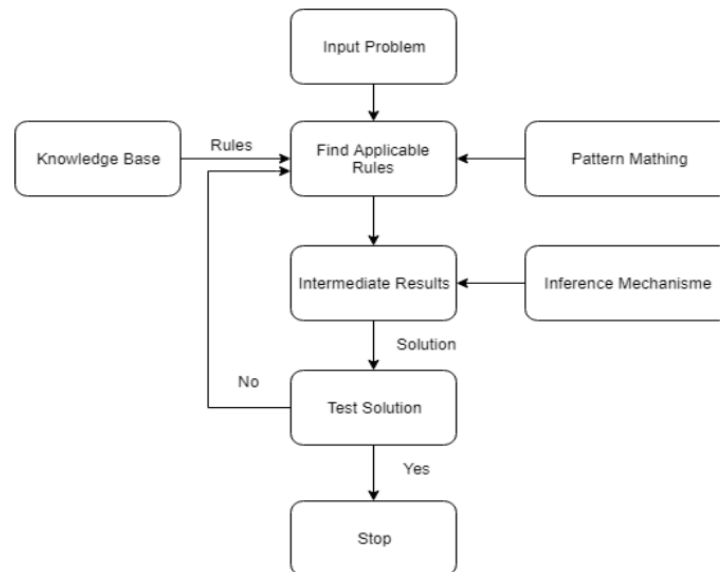 Input Problem
Rules
Knowledge Base
Find Applicable
Rules
Pattern Mathing
Intermediate Results
Inference Mechanisme
Solution
No
Test Solution
Yes
Stop